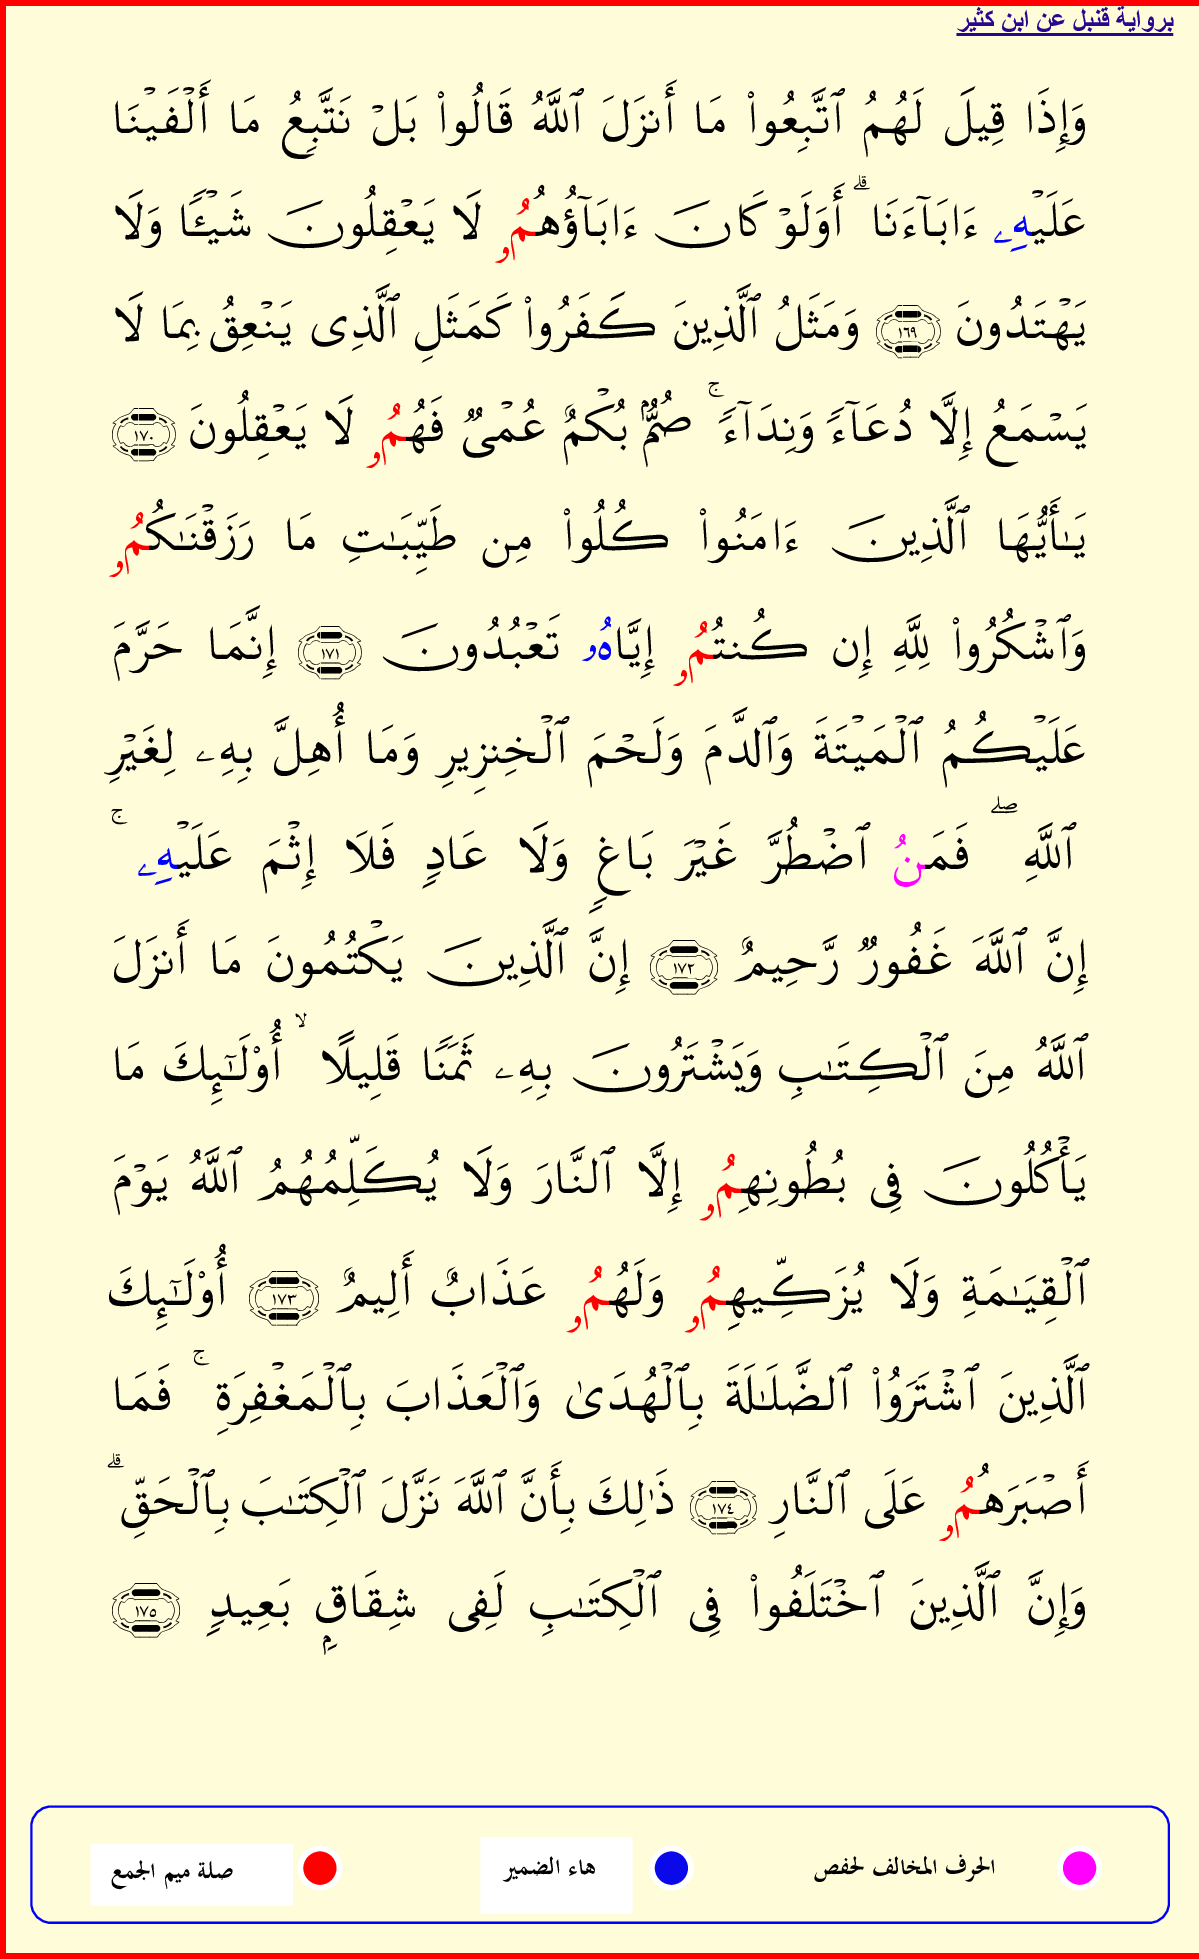 برواية قنبل عن ابن كثير
وَإِذَا قِيلَ لَهُمُ ٱتَّبِعُوا۟ مَا أَنزَلَ ٱللَّهُ قَالُوا۟ بَلۡ نَتَّبِعُ مَا أَلۡفَيۡنَا
عَلَيۡهِۦ ءَابَآءَنَاۗ أَوَلَوۡ كَانَ ءَابَآؤُهُمُۥ لَا يَعۡقِلُونَ شَيۡـًٔا وَلَا
يَهۡتَدُونَ ١٦٩ وَمَثَلُ ٱلَّذِينَ كَفَرُوا۟ كَمَثَلِ ٱلَّذِى يَنۡعِقُ بِمَا لَا
يَسۡمَعُ إِلَّا دُعَآءً وَنِدَآءًۚ صُمُّۢ بُكۡمٌ عُمۡىٌ فَهُمُۥ لَا يَعۡقِلُونَ ١٧٠
يَـٰٓأَيُّهَا ٱلَّذِينَ ءَامَنُوا۟ كُلُوا۟ مِن طَيِّبَـٰتِ مَا رَزَقۡنَـٰكُمُۥ
وَٱشۡكُرُوا۟ لِلَّهِ إِن كُنتُمُۥ إِيَّاهُۥ تَعۡبُدُونَ ١٧١ إِنَّمَا حَرَّمَ
عَلَيۡكُمُ ٱلۡمَيۡتَةَ وَٱلدَّمَ وَلَحۡمَ ٱلۡخِنزِيرِ وَمَا أُهِلَّ بِهِۦ لِغَيۡرِ
ٱللَّهِۖ فَمَنُ ٱضۡطُرَّ غَيۡرَ بَاغٍ وَلَا عَادٍ فَلَا إِثۡمَ عَلَيۡهِۦۚ
إِنَّ ٱللَّهَ غَفُورٌ رَّحِيمٌ ١٧٢ إِنَّ ٱلَّذِينَ يَكۡتُمُونَ مَا أَنزَلَ
ٱللَّهُ مِنَ ٱلۡكِتَـٰبِ وَيَشۡتَرُونَ بِهِۦ ثَمَنًا قَلِيلًاۙ أُو۟لَـٰٓئِكَ مَا
يَأۡكُلُونَ فِى بُطُونِهِمُۥ إِلَّا ٱلنَّارَ وَلَا يُكَلِّمُهُمُ ٱللَّهُ يَوۡمَ
ٱلۡقِيَـٰمَةِ وَلَا يُزَكِّيهِمُۥ وَلَهُمُۥ عَذَابٌ أَلِيمٌ ١٧٣ أُو۟لَـٰٓئِكَ
ٱلَّذِينَ ٱشۡتَرَوُا۟ ٱلضَّلَـٰلَةَ بِٱلۡهُدَىٰ وَٱلۡعَذَابَ بِٱلۡمَغۡفِرَةِۚ فَمَا
أَصۡبَرَهُمُۥ عَلَى ٱلنَّارِ ١٧٤ ذَٰلِكَ بِأَنَّ ٱللَّهَ نَزَّلَ ٱلۡكِتَـٰبَ بِٱلۡحَقِّۗ
وَإِنَّ ٱلَّذِينَ ٱخۡتَلَفُوا۟ فِى ٱلۡكِتَـٰبِ لَفِى شِقَاقٍۭ بَعِيدٍ ١٧٥
الحرف المخالف لحفص هاء الضمير صلة ميم الجمع